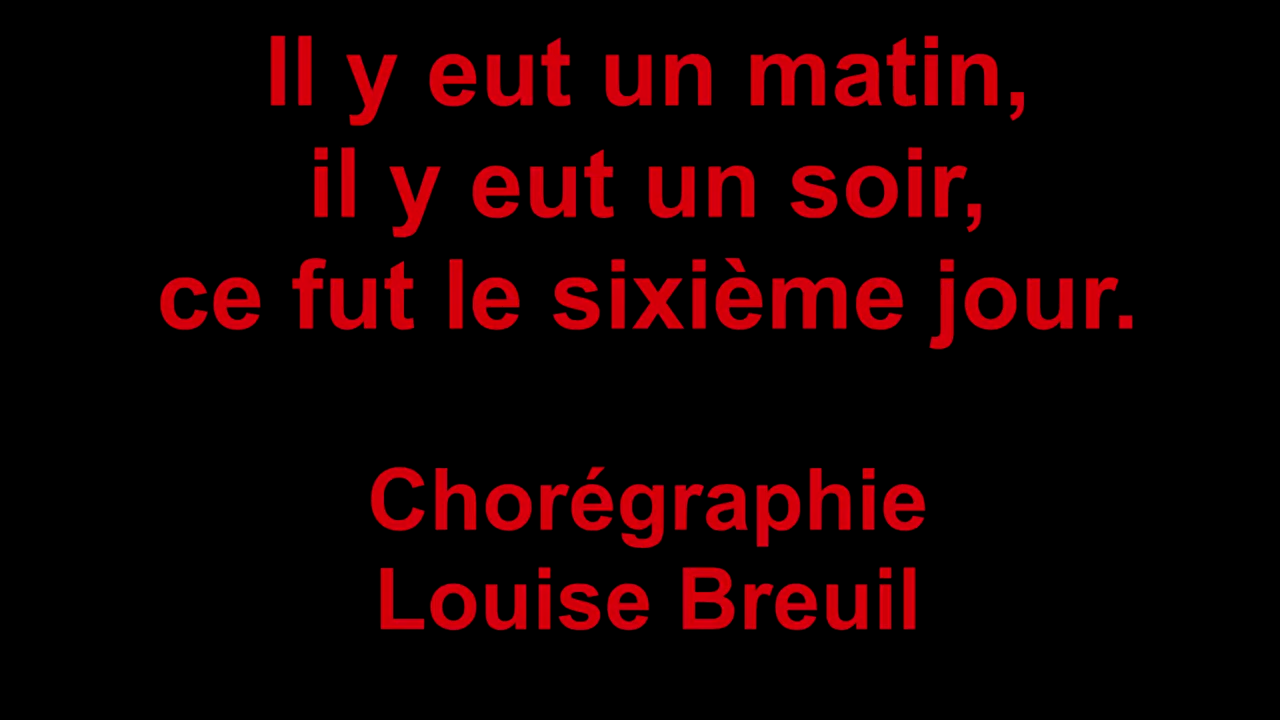 Il y eut un matin,
il y eut un soir,
ce fut le sixième jour.
Chorégraphie
Louise Breuil